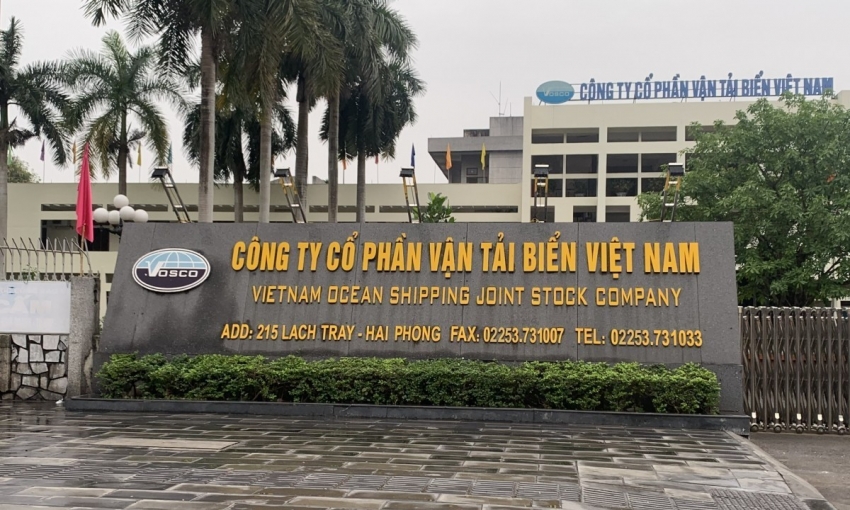 VOSCO
CÔNG TY CỔ PHẦN VẬN TẢI BIỂN VIỆT NAM
VOSCO
CÔNG TY CỔ PHẦN VẬN TẢI BIỂN VIỆT NAM
VIETNAM OCEAN SHIPPING JOINT STOCK COMPANY
ADD: 215 LACH TRAY - HAI PHONG FAX: 02253.731007 TEL: 02253.731033